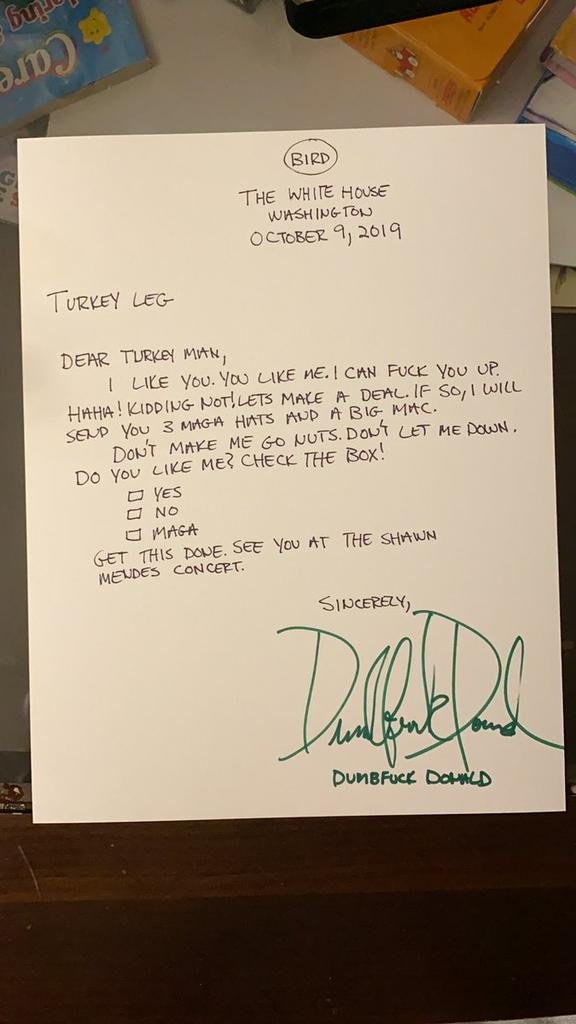 Care
BIRD
THE WHITE HOUSE
WASHINGTON
OCTOBER 9, 2019
TURKEY LEG
DEAR TURKEY MAN,
I LIKE YOU. YOU LIKE ME. I CAN FUCK YOU UP.
HAHA! KIDDING NOT! LETS MAKE A DEAL. IF SO, I WILL
SEND YOU 3 MAGA HATS AND A BIG MAC.
DON'T MAKE ME GO NUTS. DON'T LET ME DOWN.
DO YOU LIKE ME? CHECK THE BOX!
☐ YES
☐ NO
☐ MAGA
GET THIS DONE. SEE YOU AT THE SHAWN
MENDES CONCERT.
SINCERELY,
Dumbfuck Donald
DUMBFUCK DONALD